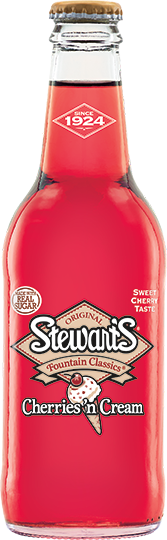 SINCE
1924
MADE WITH
REAL
SUGAR
SWEET
CHERRY
TASTE
ORIGINAL
Stewart's
Fountain Classics®
Cherries 'n Cream